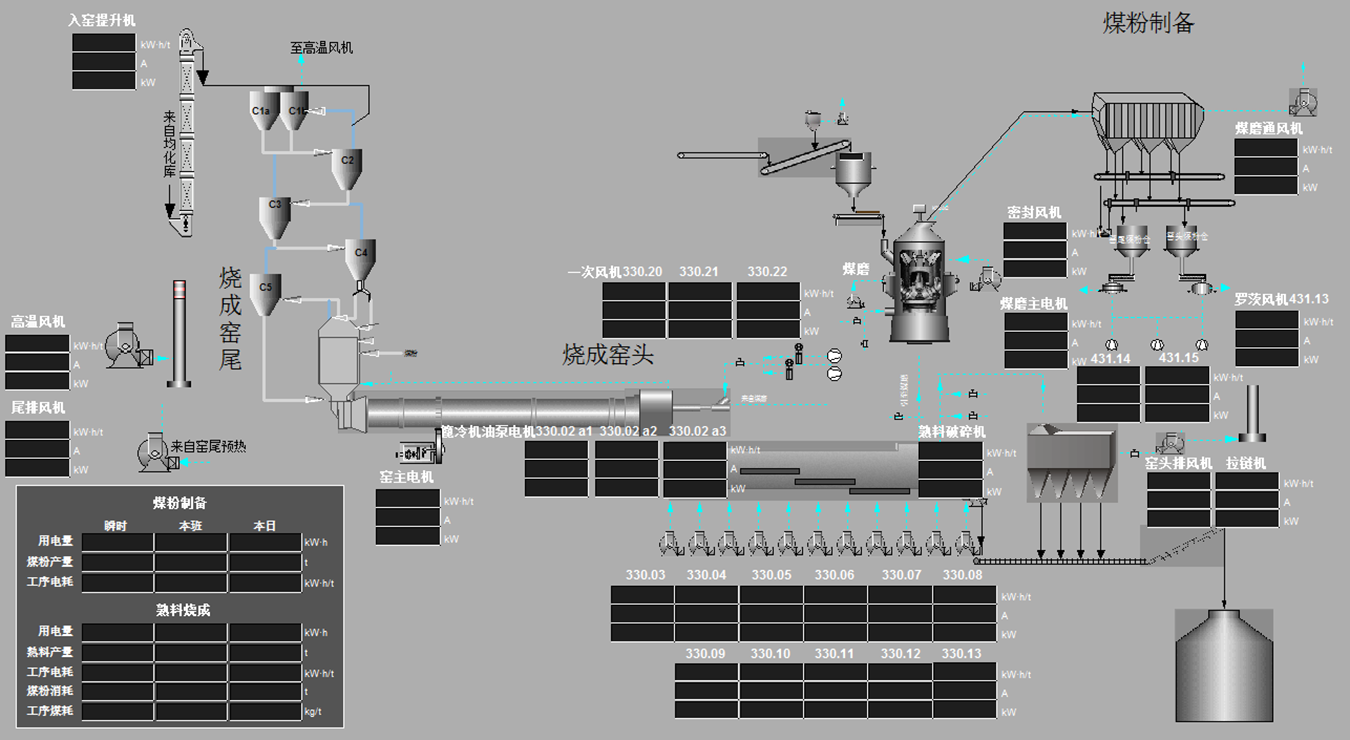 煤粉制备
入窑提升机
kW·h/t
A
kW
至高温风机
来自均化库
C1a
C1b
C2
C3
C4
C5
烧成窑尾
高温风机
kW·h/t
A
kW
尾排风机
kW·h/t
A
kW
来自窑尾预热
煤磨通风机
kW·h/t
A
kW
密封风机
kW·h/t
A
kW
窑尾煤粉仓
窑头煤粉仓
一次风机330.20 330.21 330.22
kW·h/t
A
kW
煤磨
煤磨主电机
kW·h/t
A
kW
罗茨风机431.13
kW·h/t
A
kW
431.14 431.15
kW·h/t
A
kW
烧成窑头
篦冷机油泵电机330.02 a1 330.02 a2 330.02 a3
kW·h/t
A
kW
熟料破碎机
kW·h/t
A
kW
窑头排风机 拉链机
kW·h/t
A
kW
窑主电机
kW·h/t
A
kW
330.03 330.04 330.05 330.06 330.07 330.08
kW·h/t
A
kW
330.09 330.10 330.11 330.12 330.13
kW·h/t
A
kW
煤粉制备
瞬时 本班 本日
用电量 kW·h
煤粉产量 t
工序电耗 kW·h/t
熟料烧成
用电量 kW·h
熟料产量 t
工序电耗 kW·h/t
煤粉消耗 t
工序煤耗 kg/t